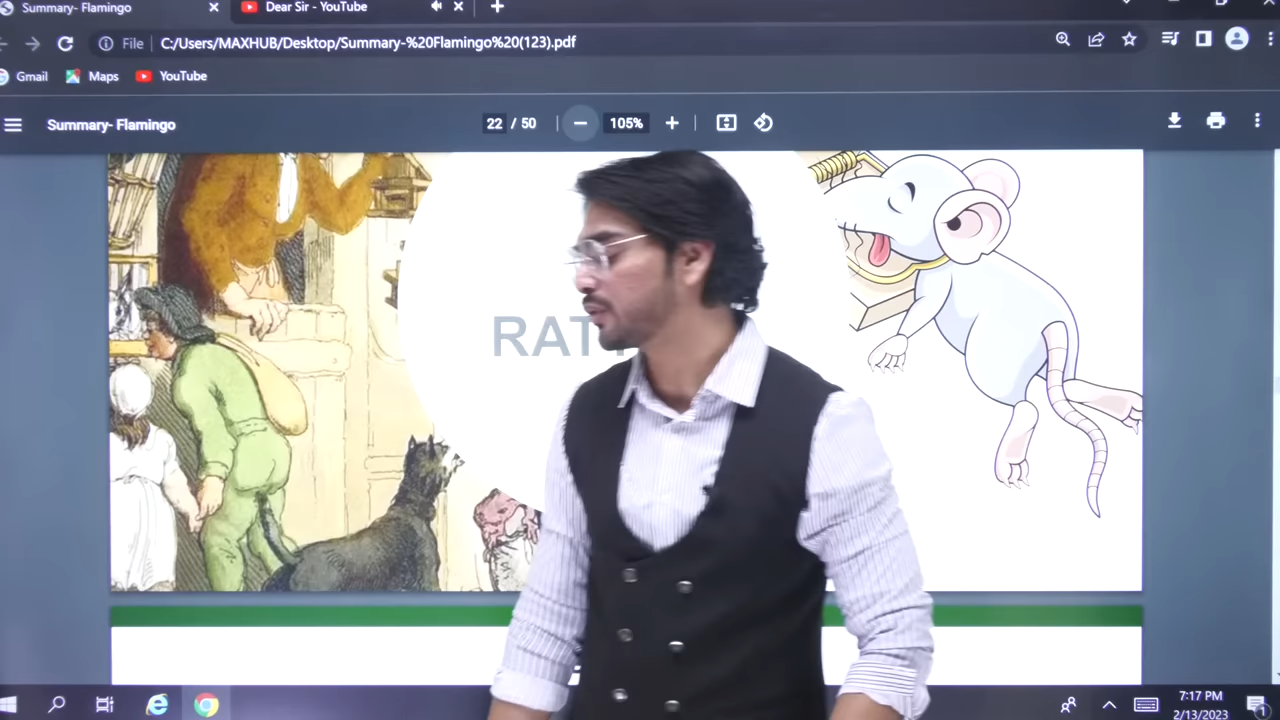 Summary- Flamingo
Dear Sir - YouTube
File
C:/Users/MAXHUB/Desktop/Summary-%20Flamingo%20(123).pdf
Gmail
Maps
YouTube
Summary- Flamingo
22 / 50
105%
RAT
7:17 PM
2/13/2023
1